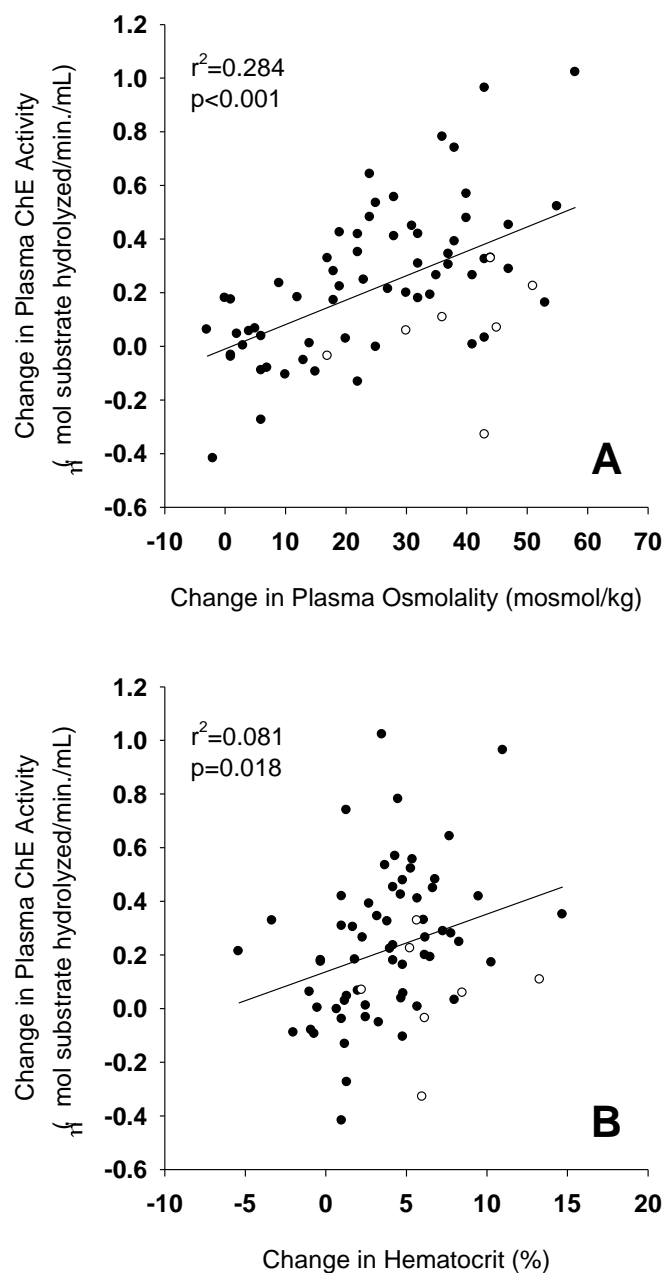 1.2
1.0
0.8
0.6
0.4
0.2
0.0
-0.2
-0.4
-0.6
r²=0.284
p<0.001
Change in Plasma ChE Activity
( mol substrate hydrolyzed/min./mL)
A
-10 0 10 20 30 40 50 60 70
Change in Plasma Osmolality (mosmol/kg)
1.2
1.0
0.8
0.6
0.4
0.2
0.0
-0.2
-0.4
-0.6
r²=0.081
p=0.018
Change in Plasma ChE Activity
( mol substrate hydrolyzed/min./mL)
B
-10 -5 0 5 10 15 20
Change in Hematocrit (%)